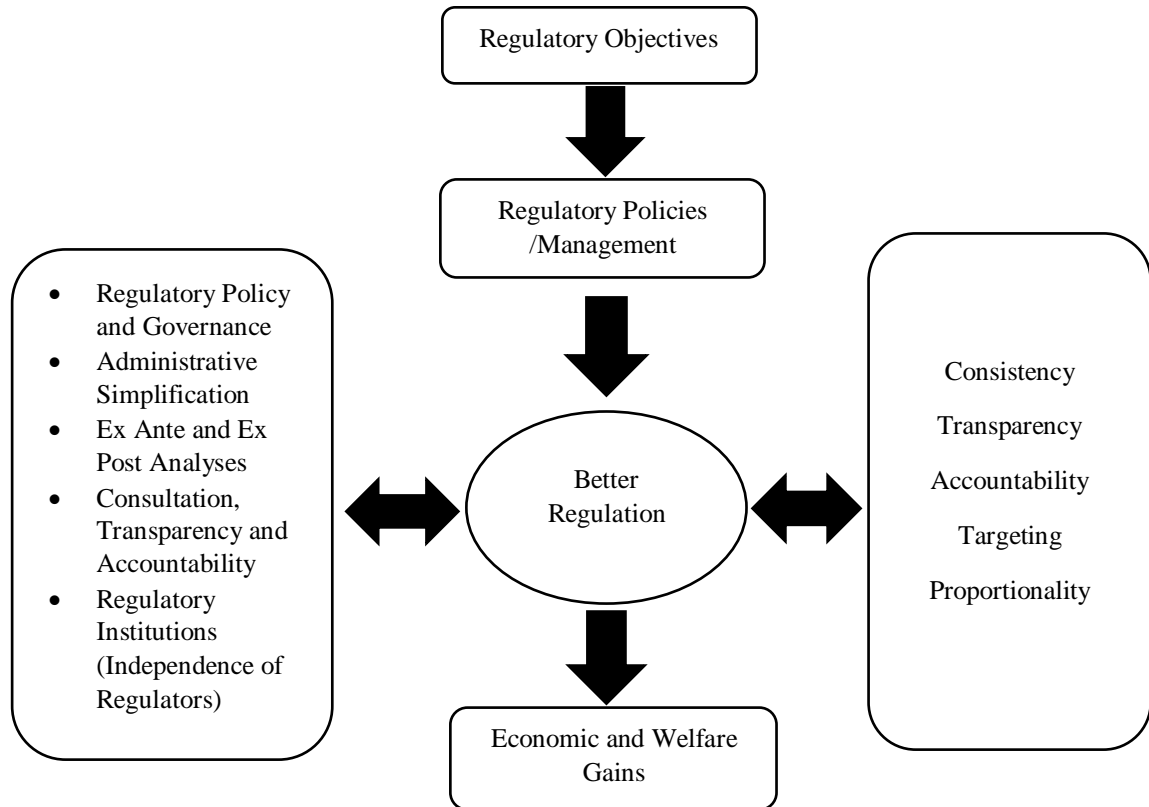 Regulatory Objectives
Regulatory Policies
/Management
• Regulatory Policy
and Governance
• Administrative
Simplification
• Ex Ante and Ex
Post Analyses
• Consultation,
Transparency and
Accountability
• Regulatory
Institutions
(Independence of
Regulators)
Better
Regulation
Consistency
Transparency
Accountability
Targeting
Proportionality
Economic and Welfare
Gains